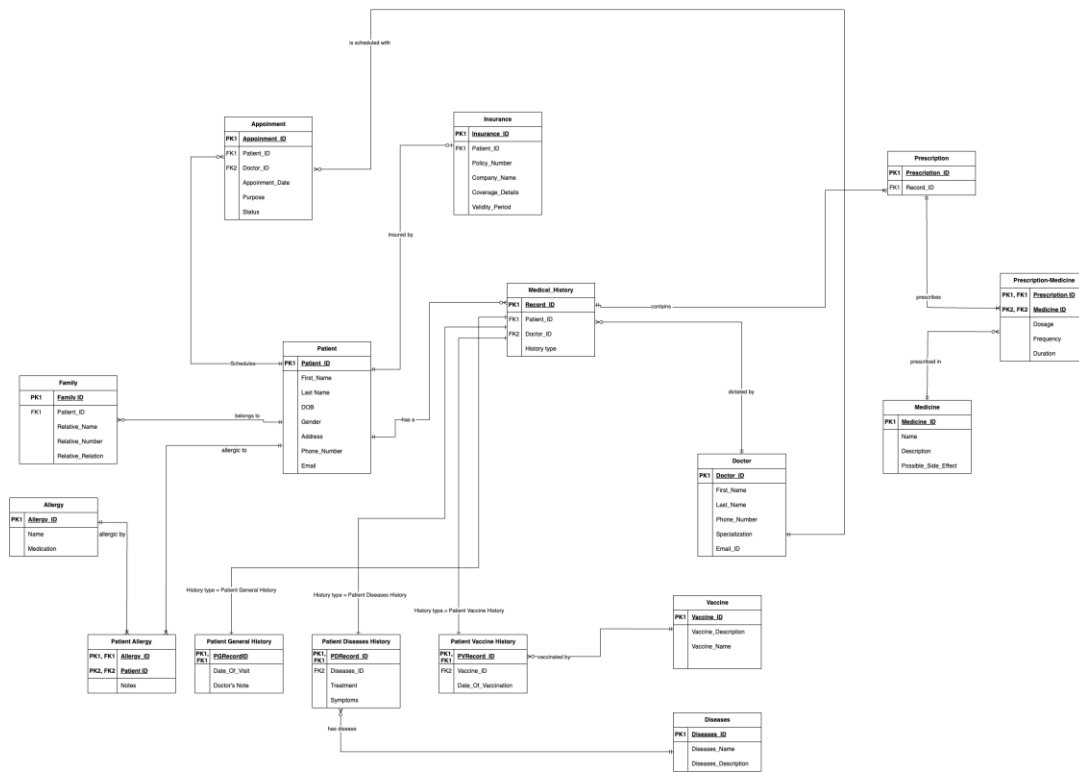 is scheduled with
Appoinment
PK1 Appoinment_ID
FK1 Patient_ID
FK2 Doctor_ID
Appoinment_Date
Purpose
Status
Insurance
PK1 Insurance_ID
FK1 Patient_ID
Policy_Number
Company_Name
Coverage_Details
Validity_Period
Prescription
PK1 Prescription_ID
FK1 Record_ID
insured by
Medical_History
PK1 Record_ID
FK1 Patient_ID
FK2 Doctor_ID
History type
contains
prescribes
Prescription-Medicine
PK1, FK1 Prescription ID
PK2, FK2 Medicine ID
Dosage
Frequency
Duration
prescribed in
Schedules
Patient
PK1 Patient_ID
First_Name
Last Name
DOB
Gender
Address
Phone_Number
Email
Family
PK1 Family ID
FK1 Patient_ID
Relative_Name
Relative_Number
Relative_Relation
belongs to
has a
allergic to
dictated by
Medicine
PK1 Medicine_ID
Name
Description
Possible_Side_Effect
Doctor
PK1 Doctor_ID
First_Name
Last_Name
Phone_Number
Specialization
Email_ID
Allergy
PK1 Allergy_ID
Name
Medication
allergic by
History type = Patient General History
History type = Patient Diseases History
History type = Patient Vaccine History
Patient Allergy
PK1, FK1 Allergy_ID
PK2, FK2 Patient ID
Notes
Patient General History
PK1, FK1 PGRecordID
Date_Of_Visit
Doctor's Note
Patient Diseases History
PK1, FK1 PDRecord_ID
FK2 Diseases_ID
Treatment
Symptoms
Patient Vaccine History
PK1, FK1 PVRecord_ID
FK2 Vaccine_ID
Date_Of_Vaccination
vaccineted by
Vaccine
PK1 Vaccine_ID
Vaccine_Description
Vaccine_Name
has disease
Diseases
PK1 Diseases_ID
Diseases_Name
Diseases_Description